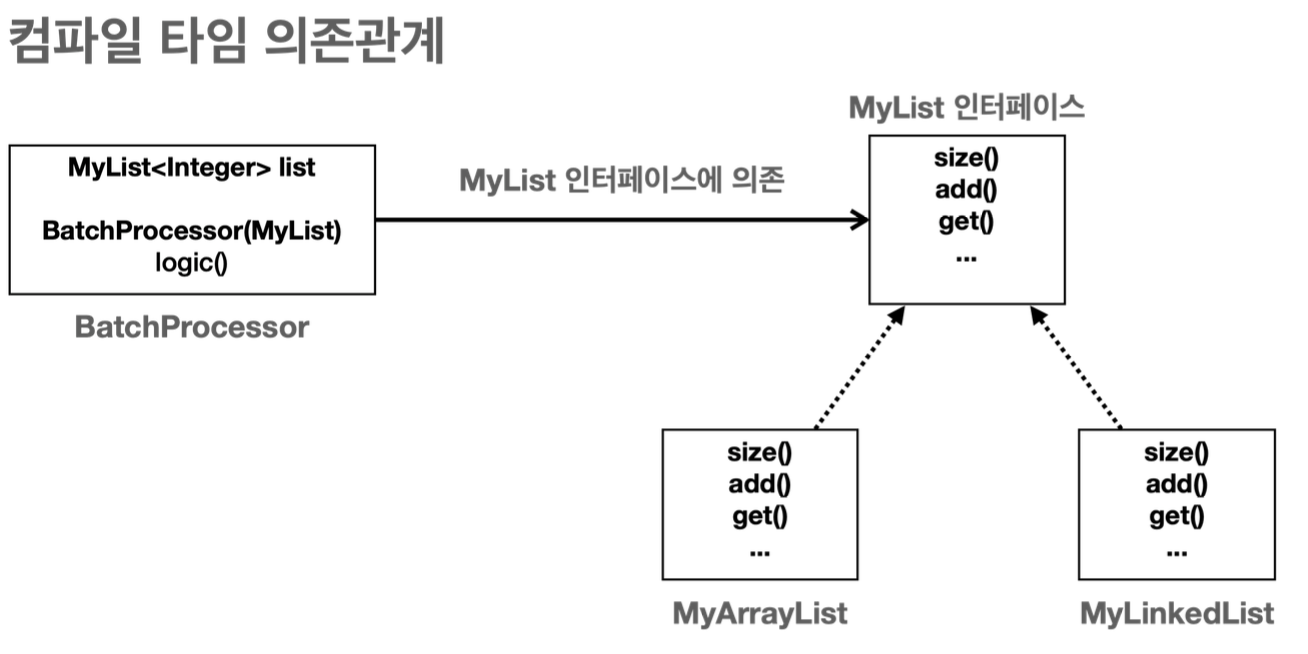 컴파일 타임 의존관계
MyList<Integer> list
BatchProcessor(MyList)
logic()
BatchProcessor
MyList 인터페이스에 의존
MyList 인터페이스
size()
add()
get()
...
size()
add()
get()
...
MyArrayList
size()
add()
get()
...
MyLinkedList